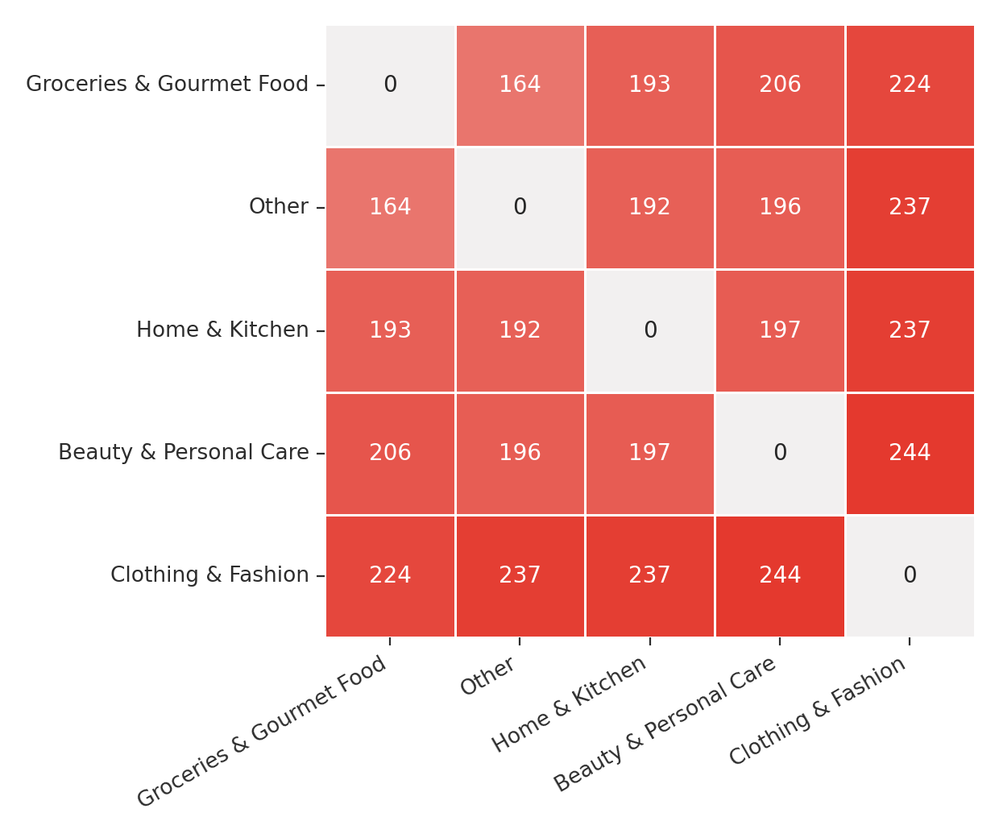 Groceries & Gourmet Food 0 164 193 206 224
Other 164 0 192 196 237
Home & Kitchen 193 192 0 197 237
Beauty & Personal Care 206 196 197 0 244
Clothing & Fashion 224 237 237 244 0
Groceries & Gourmet Food
Other
Home & Kitchen
Beauty & Personal Care
Clothing & Fashion